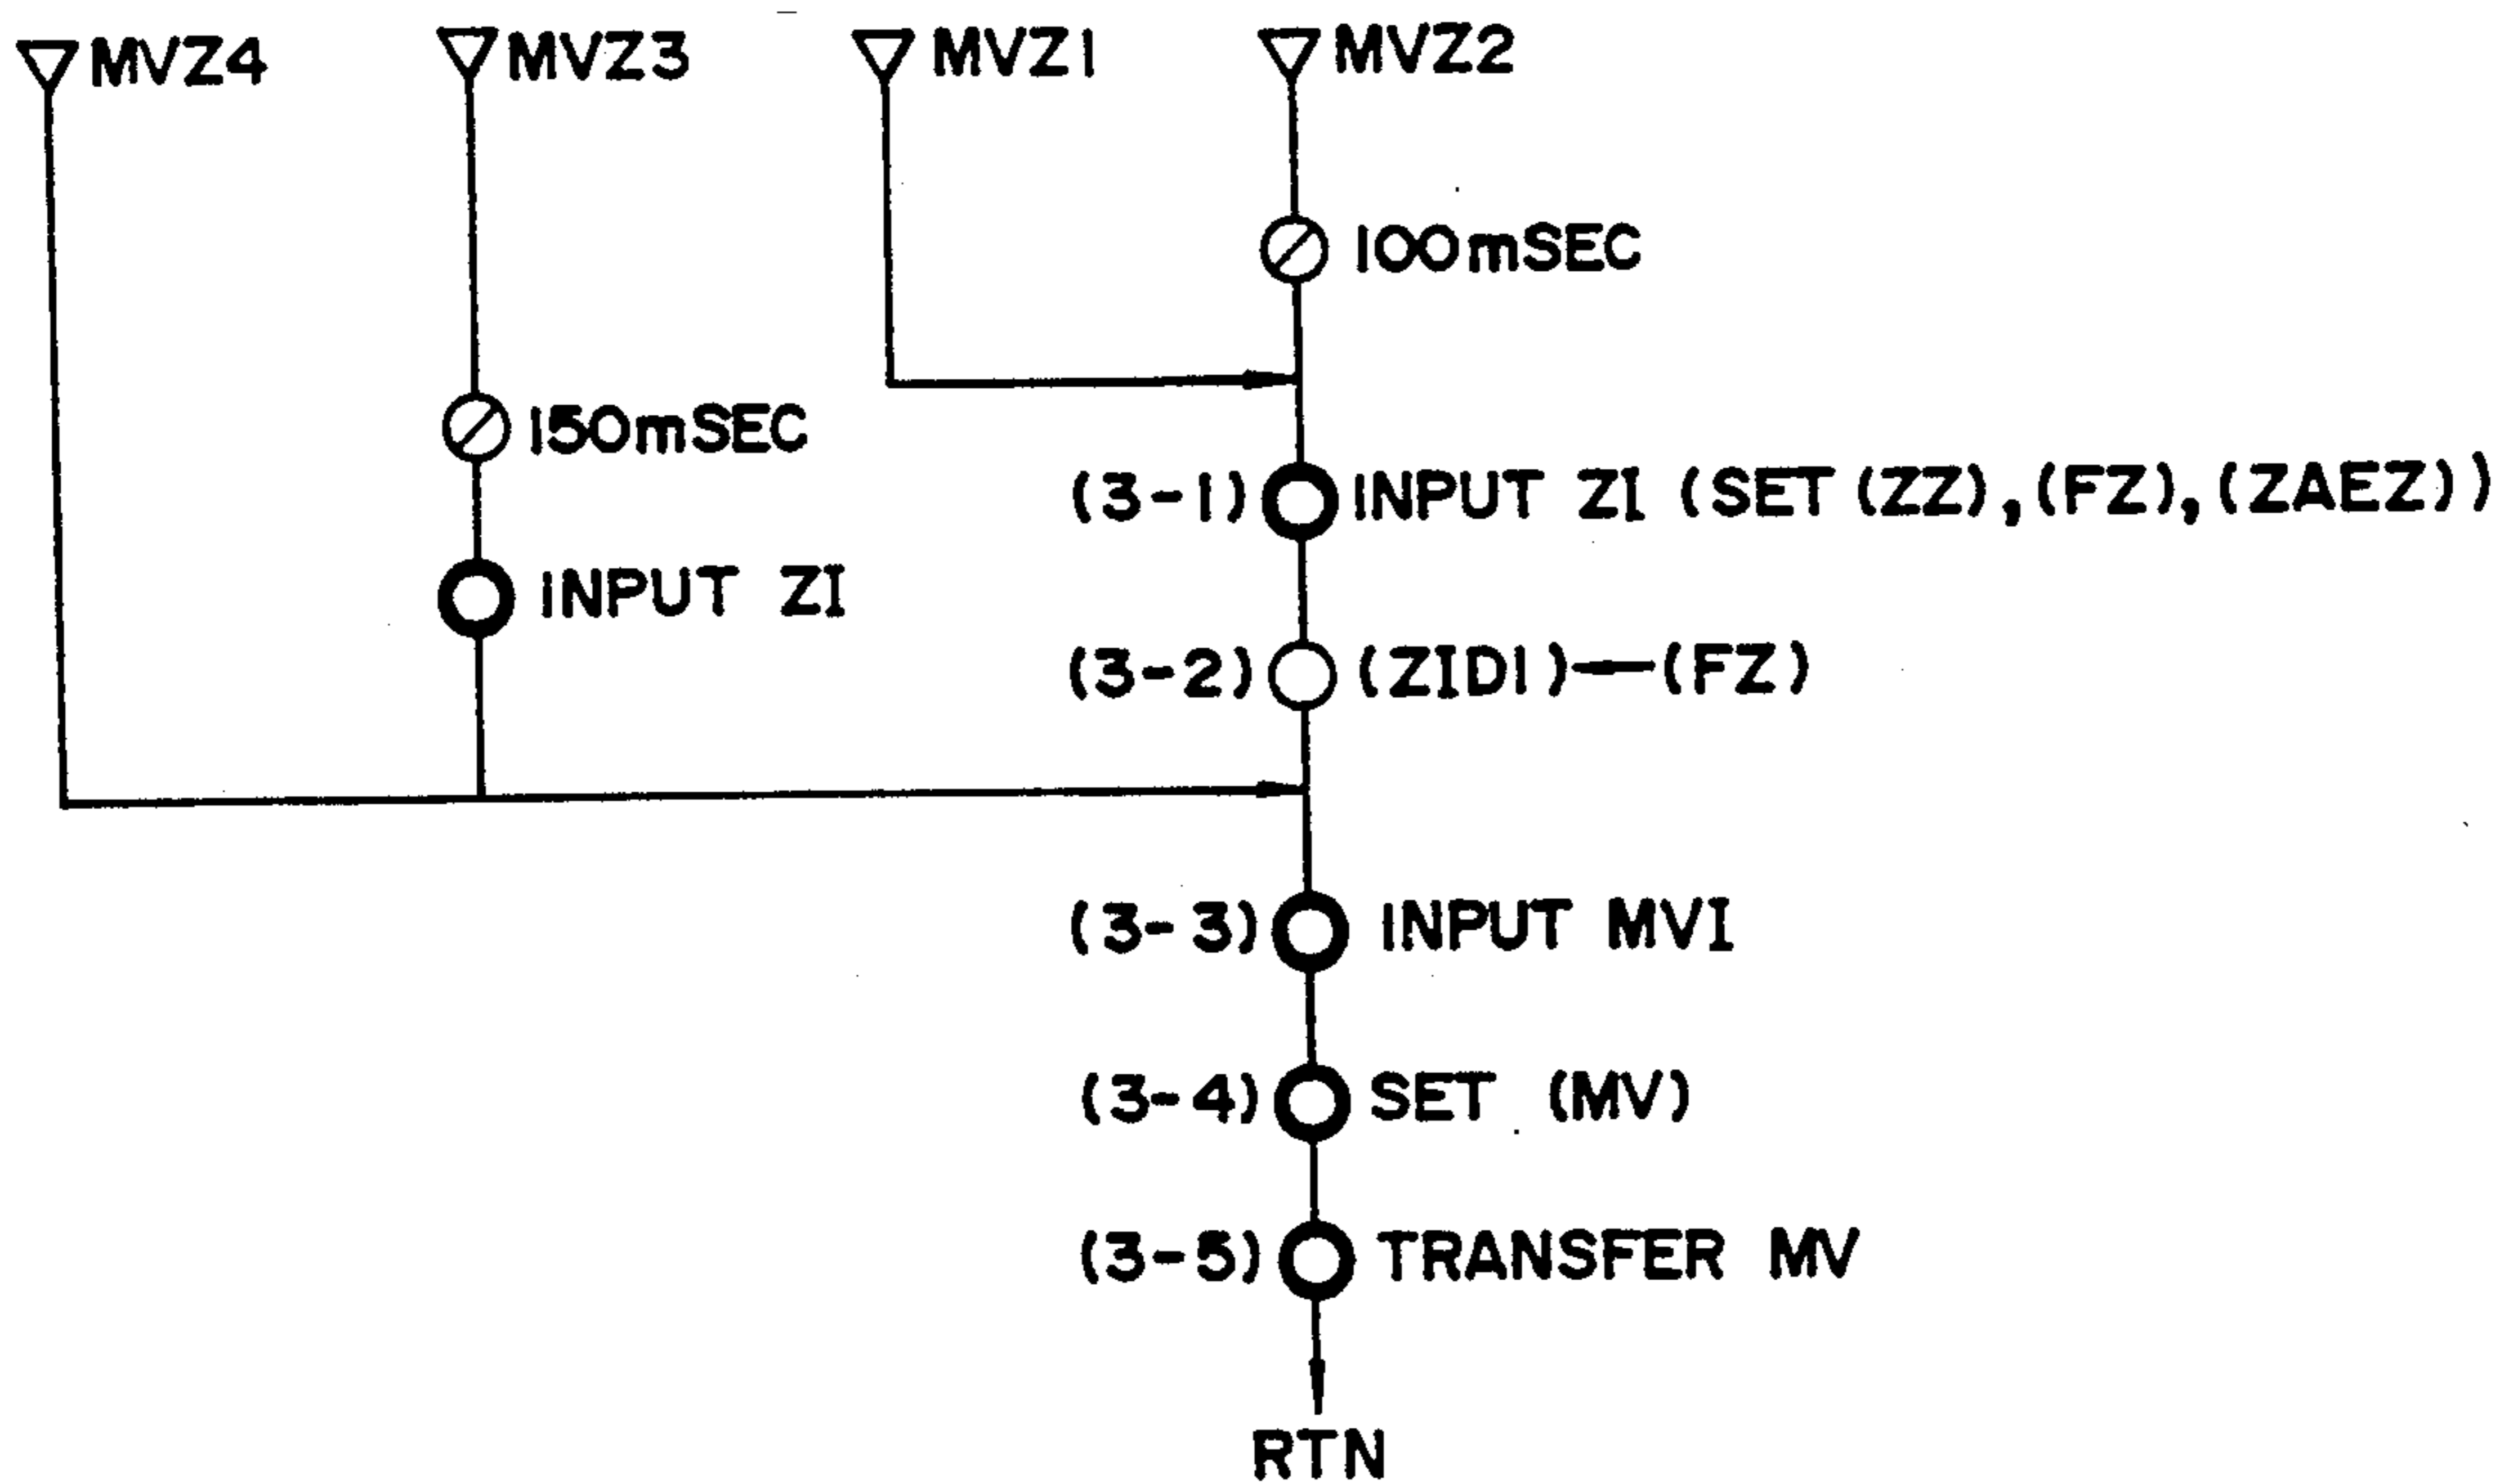 MVZ4
MVZ3
MVZ1
MVZ2
100mSEC
150mSEC
(3-1) INPUT ZI (SET (ZZ), (FZ), (ZAEZ))
INPUT ZI
(3-2) (ZID1)—(FZ)
(3-3) INPUT MVI
(3-4) SET (MV)
(3-5) TRANSFER MV
RTN